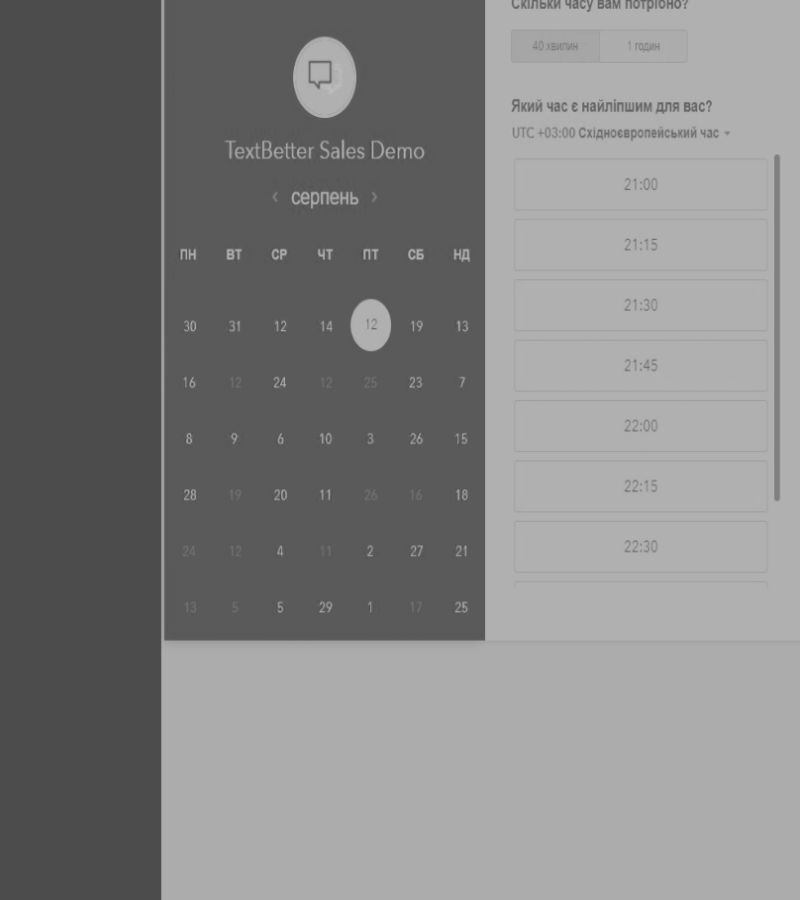 Скільки часу вам потрібно?
40 хвилин 1 годин
TextBetter Sales Demo
‹ серпень ›
ПН ВТ СР ЧТ ПТ СБ НД
30 31 12 14 12 19 13
16 12 24 12 25 23 7
8 9 6 10 3 26 15
28 19 20 11 26 16 18
24 12 4 11 2 27 21
13 5 5 29 1 17 25
Який час є найліпшим для вас?
UTC +03:00 Східноєвропейський час
21:00
21:15
21:30
21:45
22:00
22:15
22:30